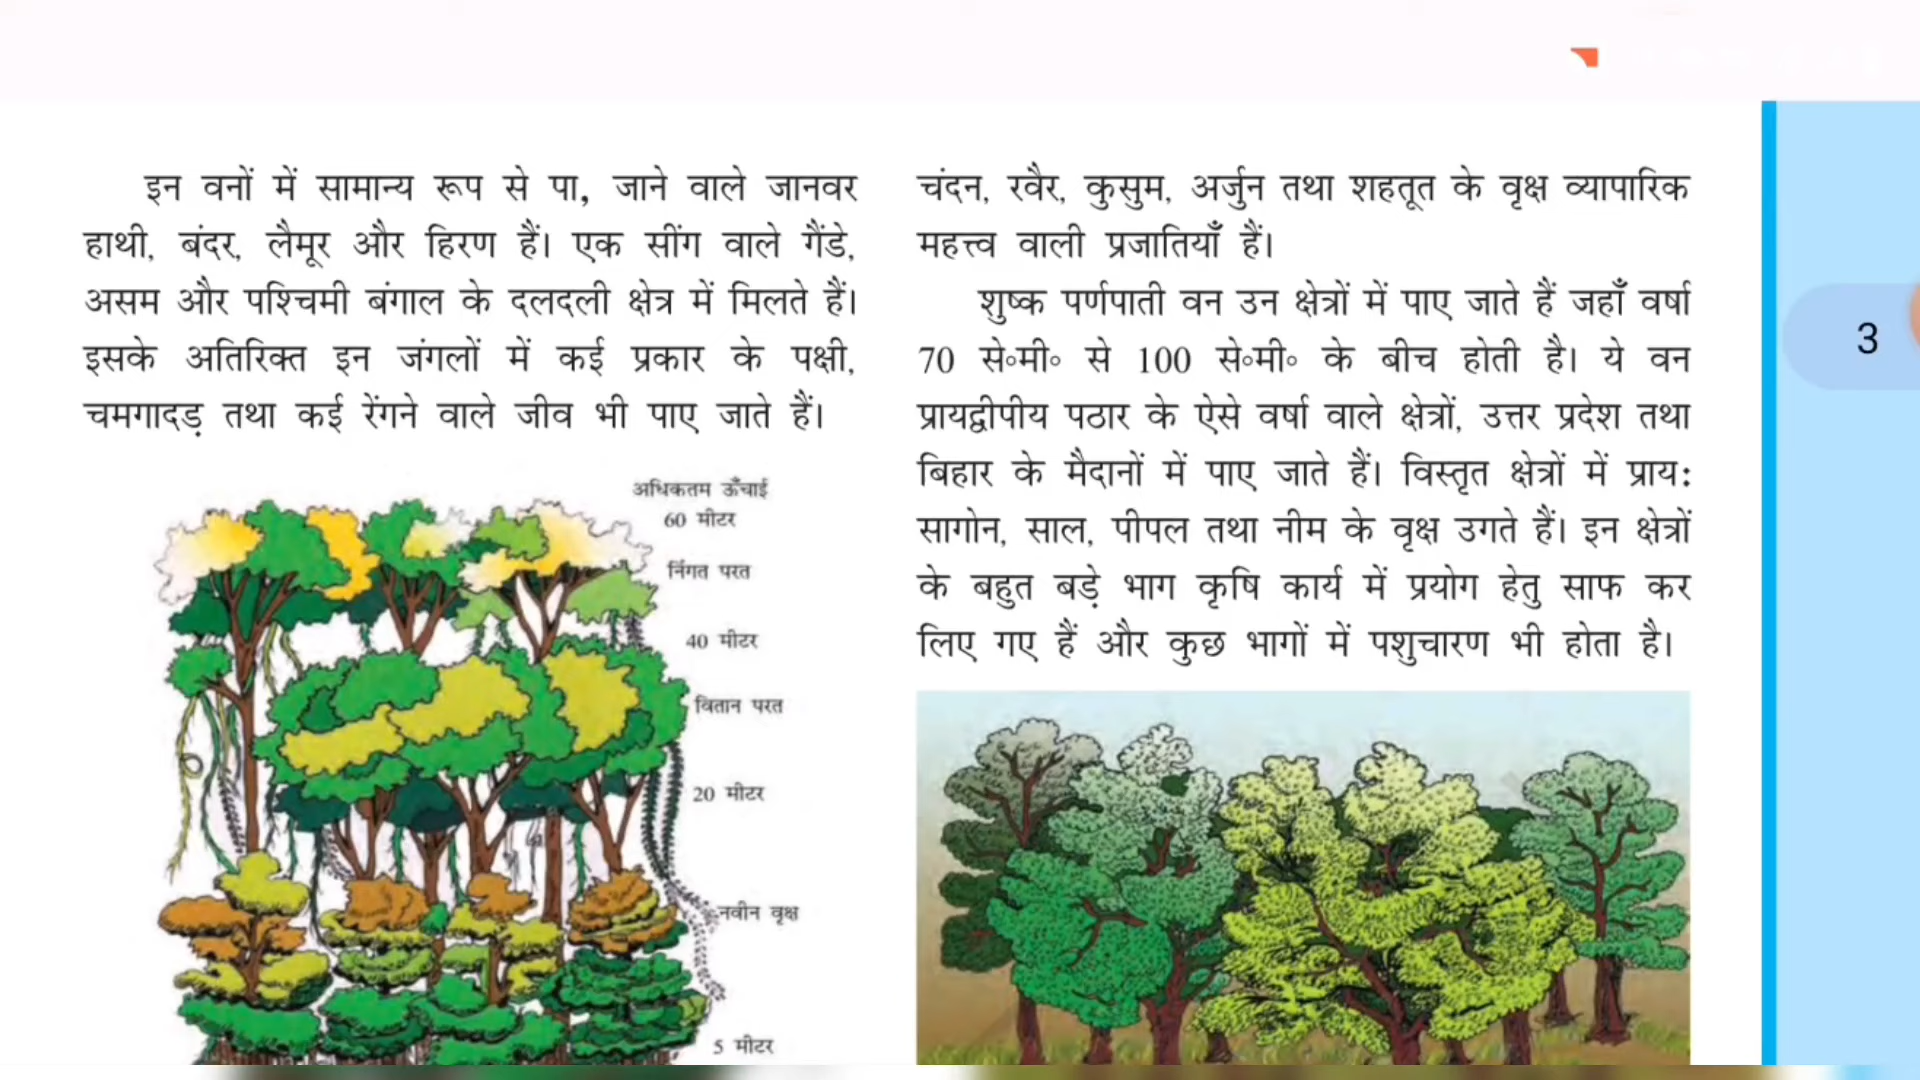 इन वनों में सामान्य रूप से पा, जाने वाले जानवर
हाथी, बंदर, लैमूर और हिरण हैं। एक सींग वाले गैंडे,
असम और पश्चिमी बंगाल के दलदली क्षेत्र में मिलते हैं।
इसके अतिरिक्त इन जंगलों में कई प्रकार के पक्षी,
चमगादड़ तथा कई रेंगने वाले जीव भी पाए जाते हैं।
अधिकतम ऊँचाई
60 मीटर
निंगत परत
40 मीटर
वितान परत
20 मीटर
नवीन वृक्ष
5 मीटर
चंदन, रवैर, कुसुम, अर्जुन तथा शहतूत के वृक्ष व्यापारिक
महत्त्व वाली प्रजातियाँ हैं।
शुष्क पर्णपाती वन उन क्षेत्रों में पाए जाते हैं जहाँ वर्षा
70 से॰मी॰ से 100 से॰मी॰ के बीच होती है। ये वन
प्रायद्वीपीय पठार के ऐसे वर्षा वाले क्षेत्रों, उत्तर प्रदेश तथा
बिहार के मैदानों में पाए जाते हैं। विस्तृत क्षेत्रों में प्राय:
सागोन, साल, पीपल तथा नीम के वृक्ष उगते हैं। इन क्षेत्रों
के बहुत बड़े भाग कृषि कार्य में प्रयोग हेतु साफ कर
लिए गए हैं और कुछ भागों में पशुचारण भी होता है।
3